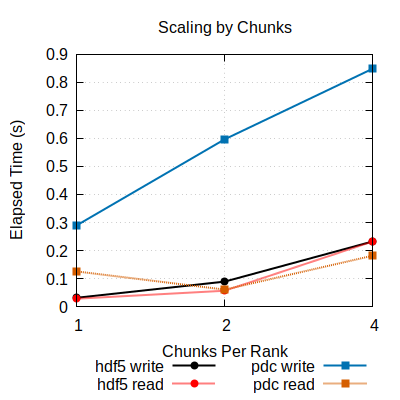 Scaling by Chunks
0.9
0.8
0.7
0.6
0.5
0.4
0.3
0.2
0.1
0
Elapsed Time (s)
1 2 4
Chunks Per Rank
hdf5 write pdc write
hdf5 read pdc read